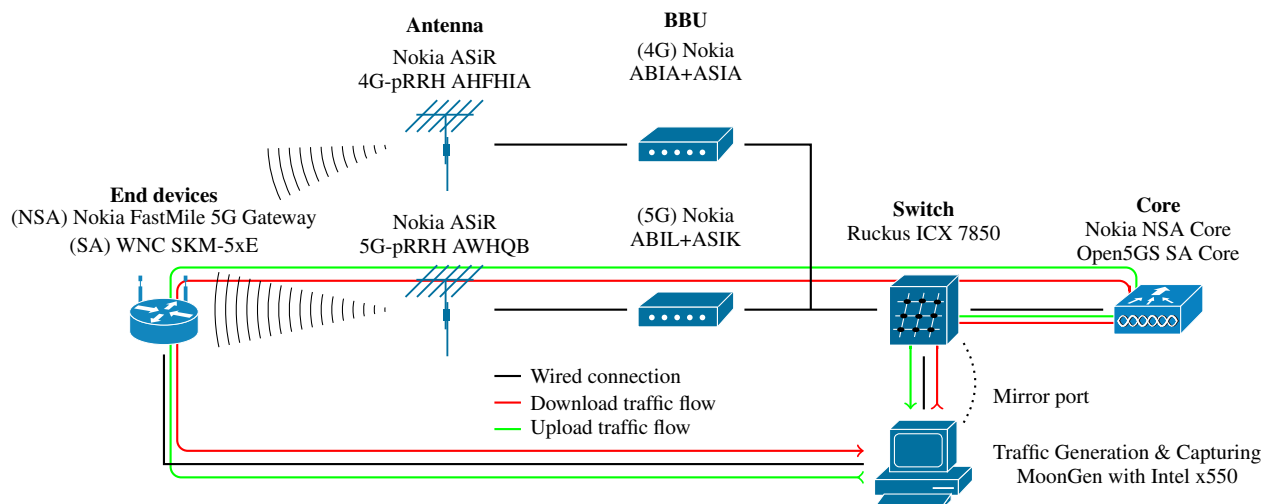 Antenna
Nokia ASiR
4G-pRRH AHFHIA
BBU
(4G) Nokia
ABIA+ASIA
End devices
(NSA) Nokia FastMile 5G Gateway
(SA) WNC SKM-5xE
Nokia ASiR
5G-pRRH AWHQB
(5G) Nokia
ABIL+ASIK
Switch
Ruckus ICX 7850
Core
Nokia NSA Core
Open5GS SA Core
Wired connection
Download traffic flow
Upload traffic flow
Mirror port
Traffic Generation & Capturing
MoonGen with Intel x550